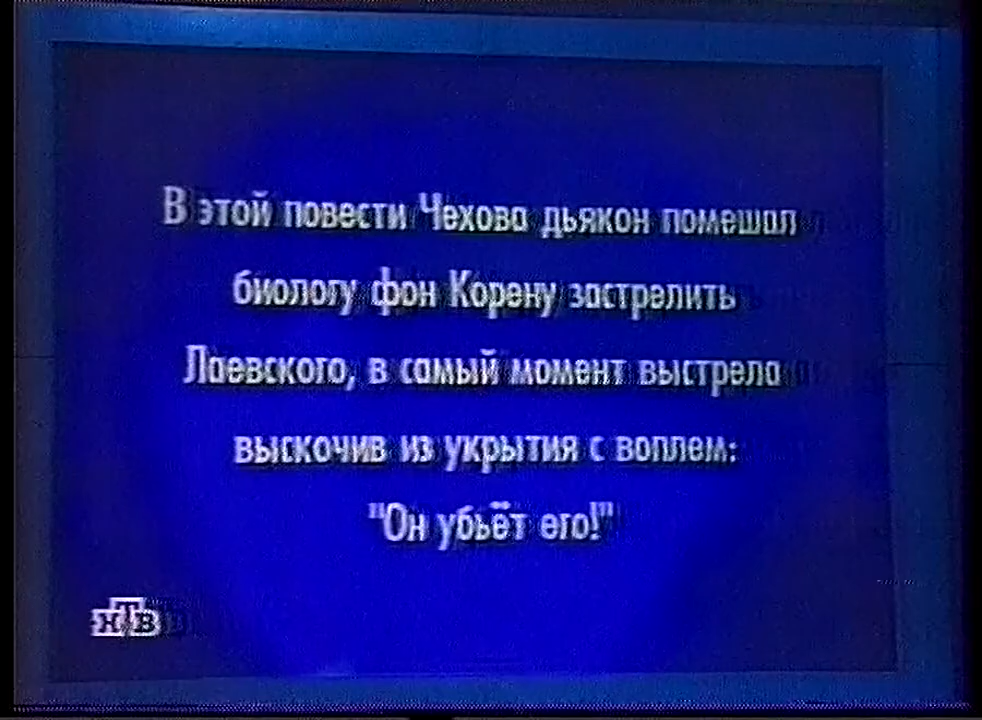 В этой повести Чехова дьякон помешал
биологу фон Корену застрелить
Лаевского, в самый момент выстрела
выскочив из укрытия с воплем:
"Он убьёт его!"
НТВ